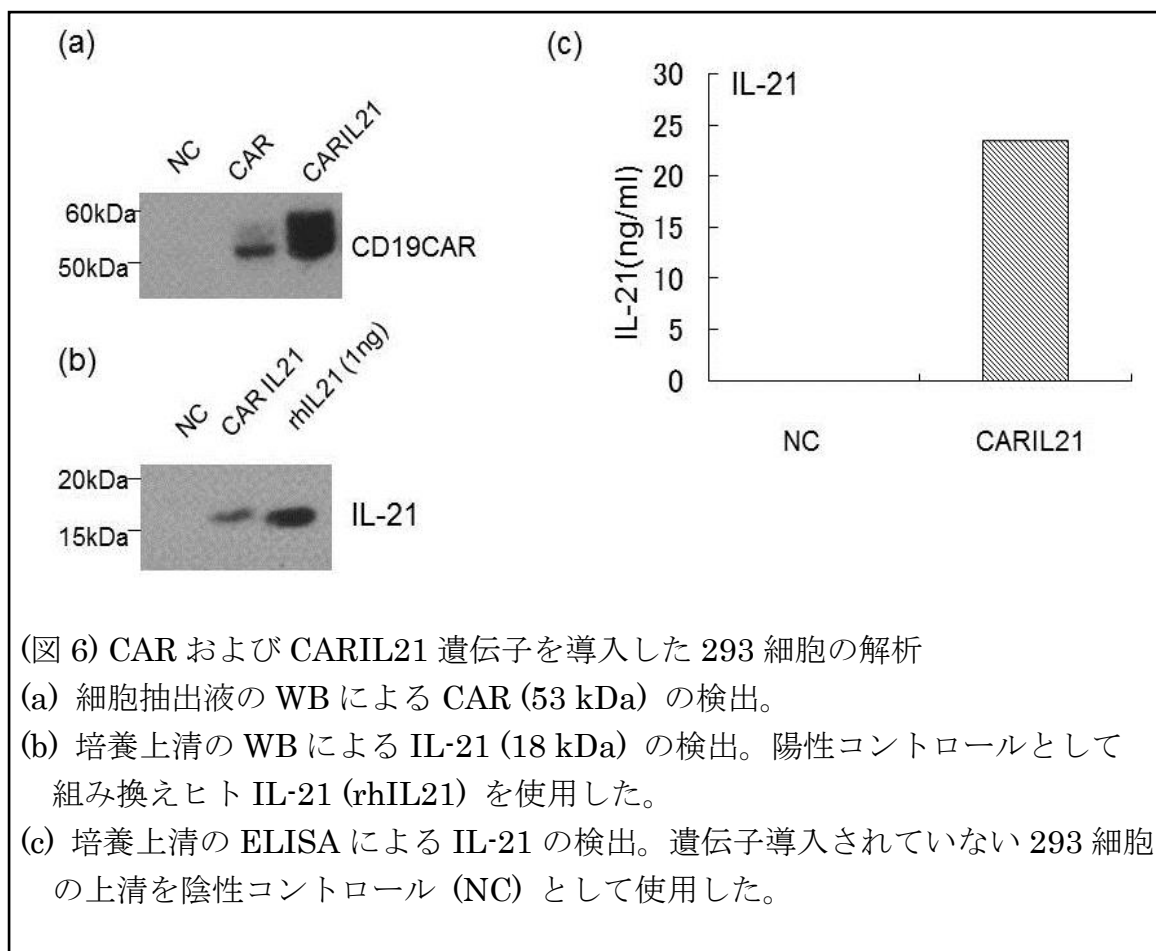 (a)
NC CAR CARIL21
60kDa
50kDa
CD19CAR
(b)
NC CAR IL21 rhIL21 (1ng)
20kDa
15kDa
IL-21
(c)
IL-21
IL-21(ng/ml)
30
25
20
15
10
5
0
NC CARIL21
(図 6) CAR および CARIL21 遺伝子を導入した 293 細胞の解析
(a) 細胞抽出液の WB による CAR (53 kDa) の検出。
(b) 培養上清の WB による IL-21 (18 kDa) の検出。陽性コントロールとして
組み換えヒト IL-21 (rhIL21) を使用した。
(c) 培養上清の ELISA による IL-21 の検出。遺伝子導入されていない 293 細胞
の上清を陰性コントロール (NC) として使用した。